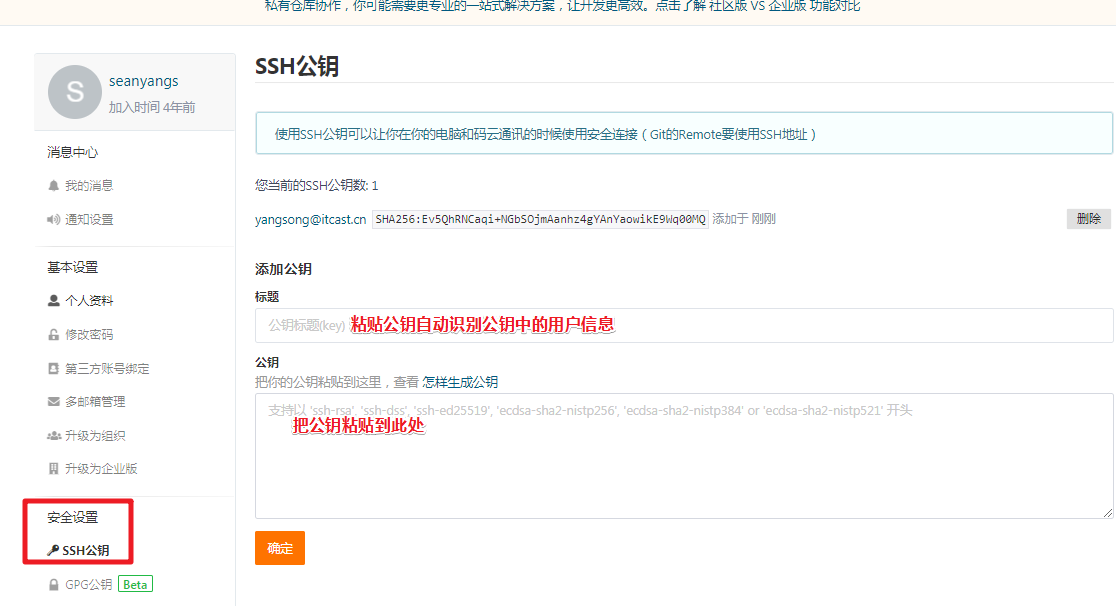 私有仓库协作，你可能需要更专业的一站式解决方案，让开发更高效。点击了解 社区版 VS 企业版 功能对比
S
seanyangs
加入时间 4年前
消息中心
我的消息
通知设置
基本设置
个人资料
修改密码
第三方账号绑定
多邮箱管理
升级为组织
升级为企业版
安全设置
SSH公钥
GPG公钥 Beta
SSH公钥
使用SSH公钥可以让你在你的电脑和码云通讯的时候使用安全连接（Git的Remote要使用SSH地址）
您当前的SSH公钥数: 1
yangsong@itcast.cn SHA256:Ev5QhRNCaqi+NGbSOjmAanhz4gYAnYaowikE9Wq00MQ 添加于 刚刚 删除
添加公钥
标题
公钥标题(key) 粘贴公钥自动识别公钥中的用户信息
公钥
把你的公钥粘贴到这里，查看 怎样生成公钥
支持以 'ssh-rsa', 'ssh-dss', 'ssh-ed25519', 'ecdsa-sha2-nistp256', 'ecdsa-sha2-nistp384' or 'ecdsa-sha2-nistp521' 开头
把公钥粘贴到此处
确定